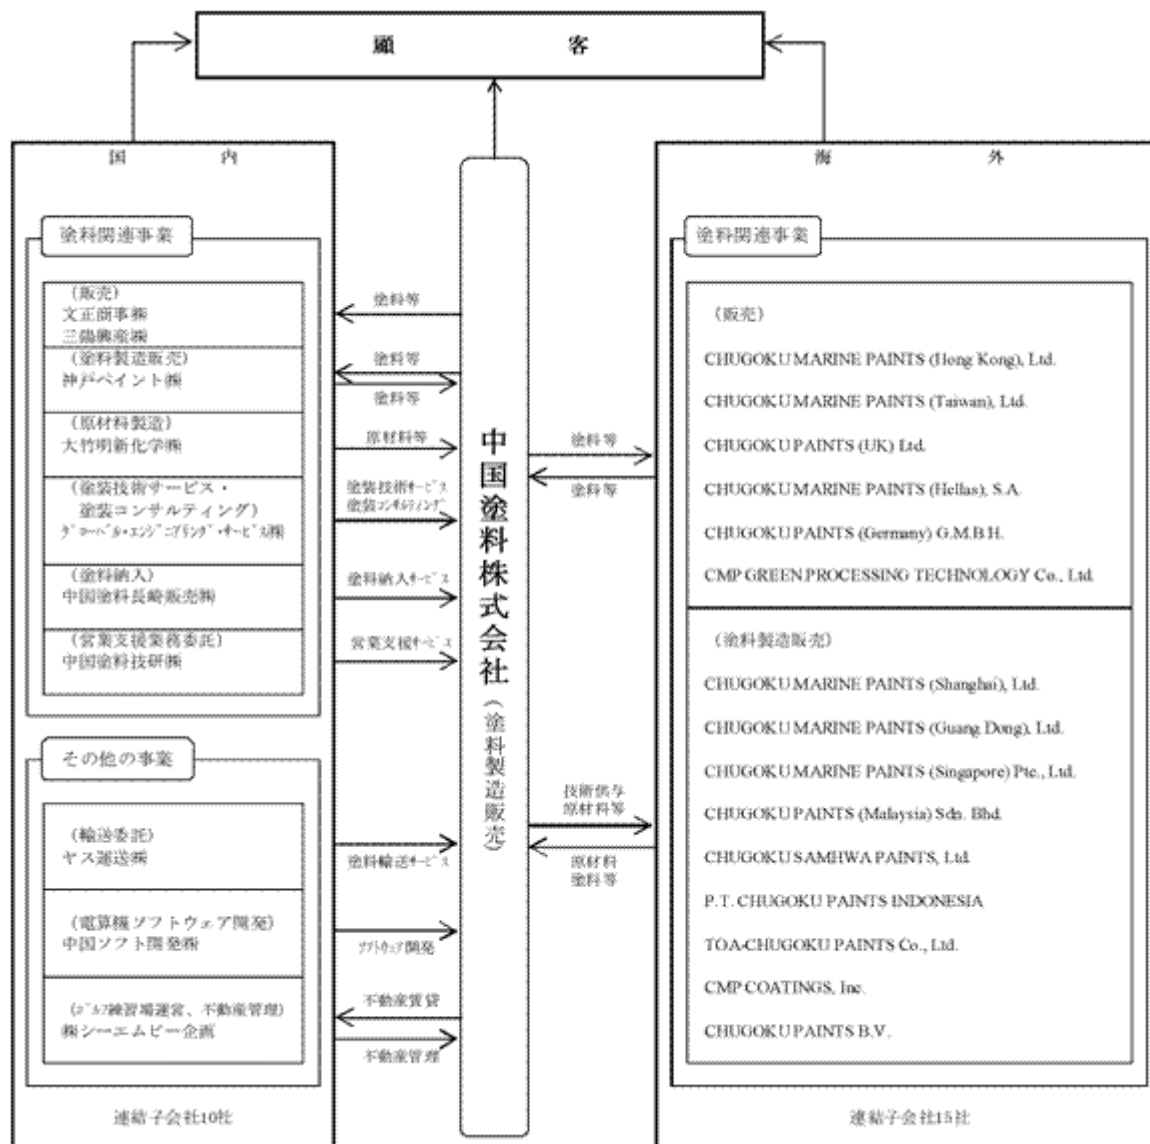 顧 客
国 内
塗料関連事業
(販売)
文正商事㈱
三鷗興産㈱
(塗料製造販売)
神戸ペイント㈱
(原材料製造)
大竹明新化学㈱
(塗装技術サービス・
塗装コンサルティング)
グローバル・エンジニアリング・サービス㈱
(塗料納入)
中国塗料長崎販売㈱
(営業支援業務委託)
中国塗料技研㈱
その他の事業
(輸送委託)
ヤス運送㈱
(電算機ソフトウェア開発)
中国ソフト開発㈱
(ゴルフ練習場運営、不動産管理)
㈱シーエムピー企画
連結子会社10社
塗料等
塗料等
塗料等
原材料等
塗装技術サービス
塗装コンサルティング
塗料納入サービス
営業支援サービス
塗料輸送サービス
ソフトウェア開発
不動産賃貸
不動産管理
中国塗料株式会社(塗料製造販売)
塗料等
塗料等
技術供与
原材料等
原材料
塗料等
海 外
塗料関連事業
(販売)
CHUGOKU MARINE PAINTS (Hong Kong), Ltd.
CHUGOKU MARINE PAINTS (Taiwan), Ltd.
CHUGOKU PAINTS (UK) Ltd.
CHUGOKU MARINE PAINTS (Hellas), S.A.
CHUGOKU PAINTS (Germany) G.M.B.H.
CMP GREEN PROCESSING TECHNOLOGY Co., Ltd.
(塗料製造販売)
CHUGOKU MARINE PAINTS (Shanghai), Ltd.
CHUGOKU MARINE PAINTS (Guang Dong), Ltd.
CHUGOKU MARINE PAINTS (Singapore) Pte., Ltd.
CHUGOKU PAINTS (Malaysia) Sdn. Bhd.
CHUGOKU SAMHWA PAINTS, Ltd.
P.T. CHUGOKU PAINTS INDONESIA
TOA-CHUGOKU PAINTS Co., Ltd.
CMP COATINGS, Inc.
CHUGOKU PAINTS B.V.
連結子会社15社